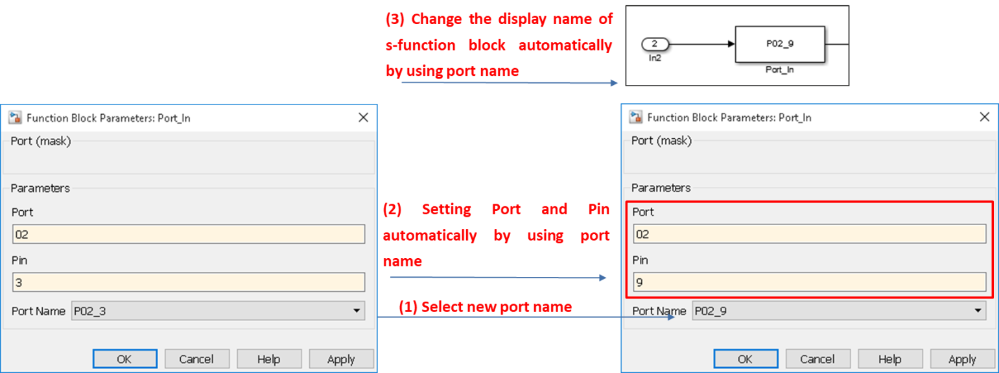 (3) Change the display name of
s-function block automatically
by using port name
2
In2
P02_9
Port_In
Function Block Parameters: Port_In
Port (mask)
Parameters
Port
02
Pin
3
Port Name P02_3
OK Cancel Help Apply
(2) Setting Port and Pin
automatically by using port
name
(1) Select new port name
Function Block Parameters: Port_In
Port (mask)
Parameters
Port
02
Pin
9
Port Name P02_9
OK Cancel Help Apply